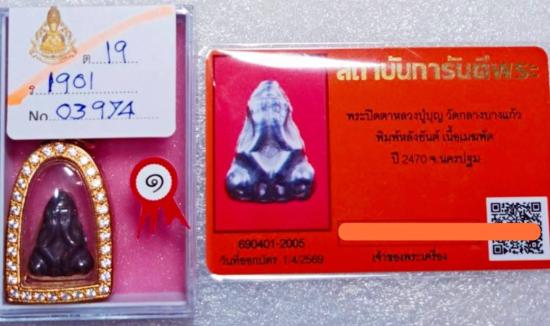 ต 19
ร 1901
No. 03974
๑
สถาบันการันตีพระ
พระปิดตาหลวงปู่บุญ วัดกลางบางแก้ว
พิมพ์หลังยันต์ เนื้อเมฆพัด
ปี 2470 จ.นครปฐม
690401-2005
วันที่ออกบัตร 1/4/2569
เจ้าของพระเครื่อง